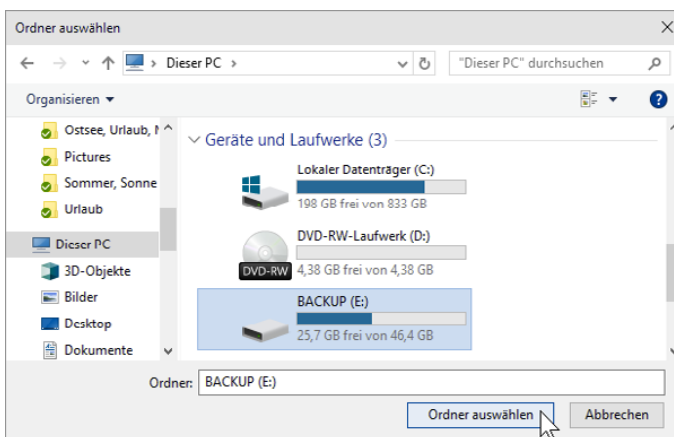 Ordner auswählen
Dieser PC
"Dieser PC" durchsuchen
Organisieren
Ostsee, Urlaub,
Pictures
Sommer, Sonne
Urlaub
Dieser PC
3D-Objekte
Bilder
Desktop
Dokumente
Geräte und Laufwerke (3)
Lokaler Datenträger (C:)
198 GB frei von 833 GB
DVD-RW-Laufwerk (D:)
DVD-RW
4,38 GB frei von 4,38 GB
BACKUP (E:)
25,7 GB frei von 46,4 GB
Ordner: BACKUP (E:)
Ordner auswählen
Abbrechen